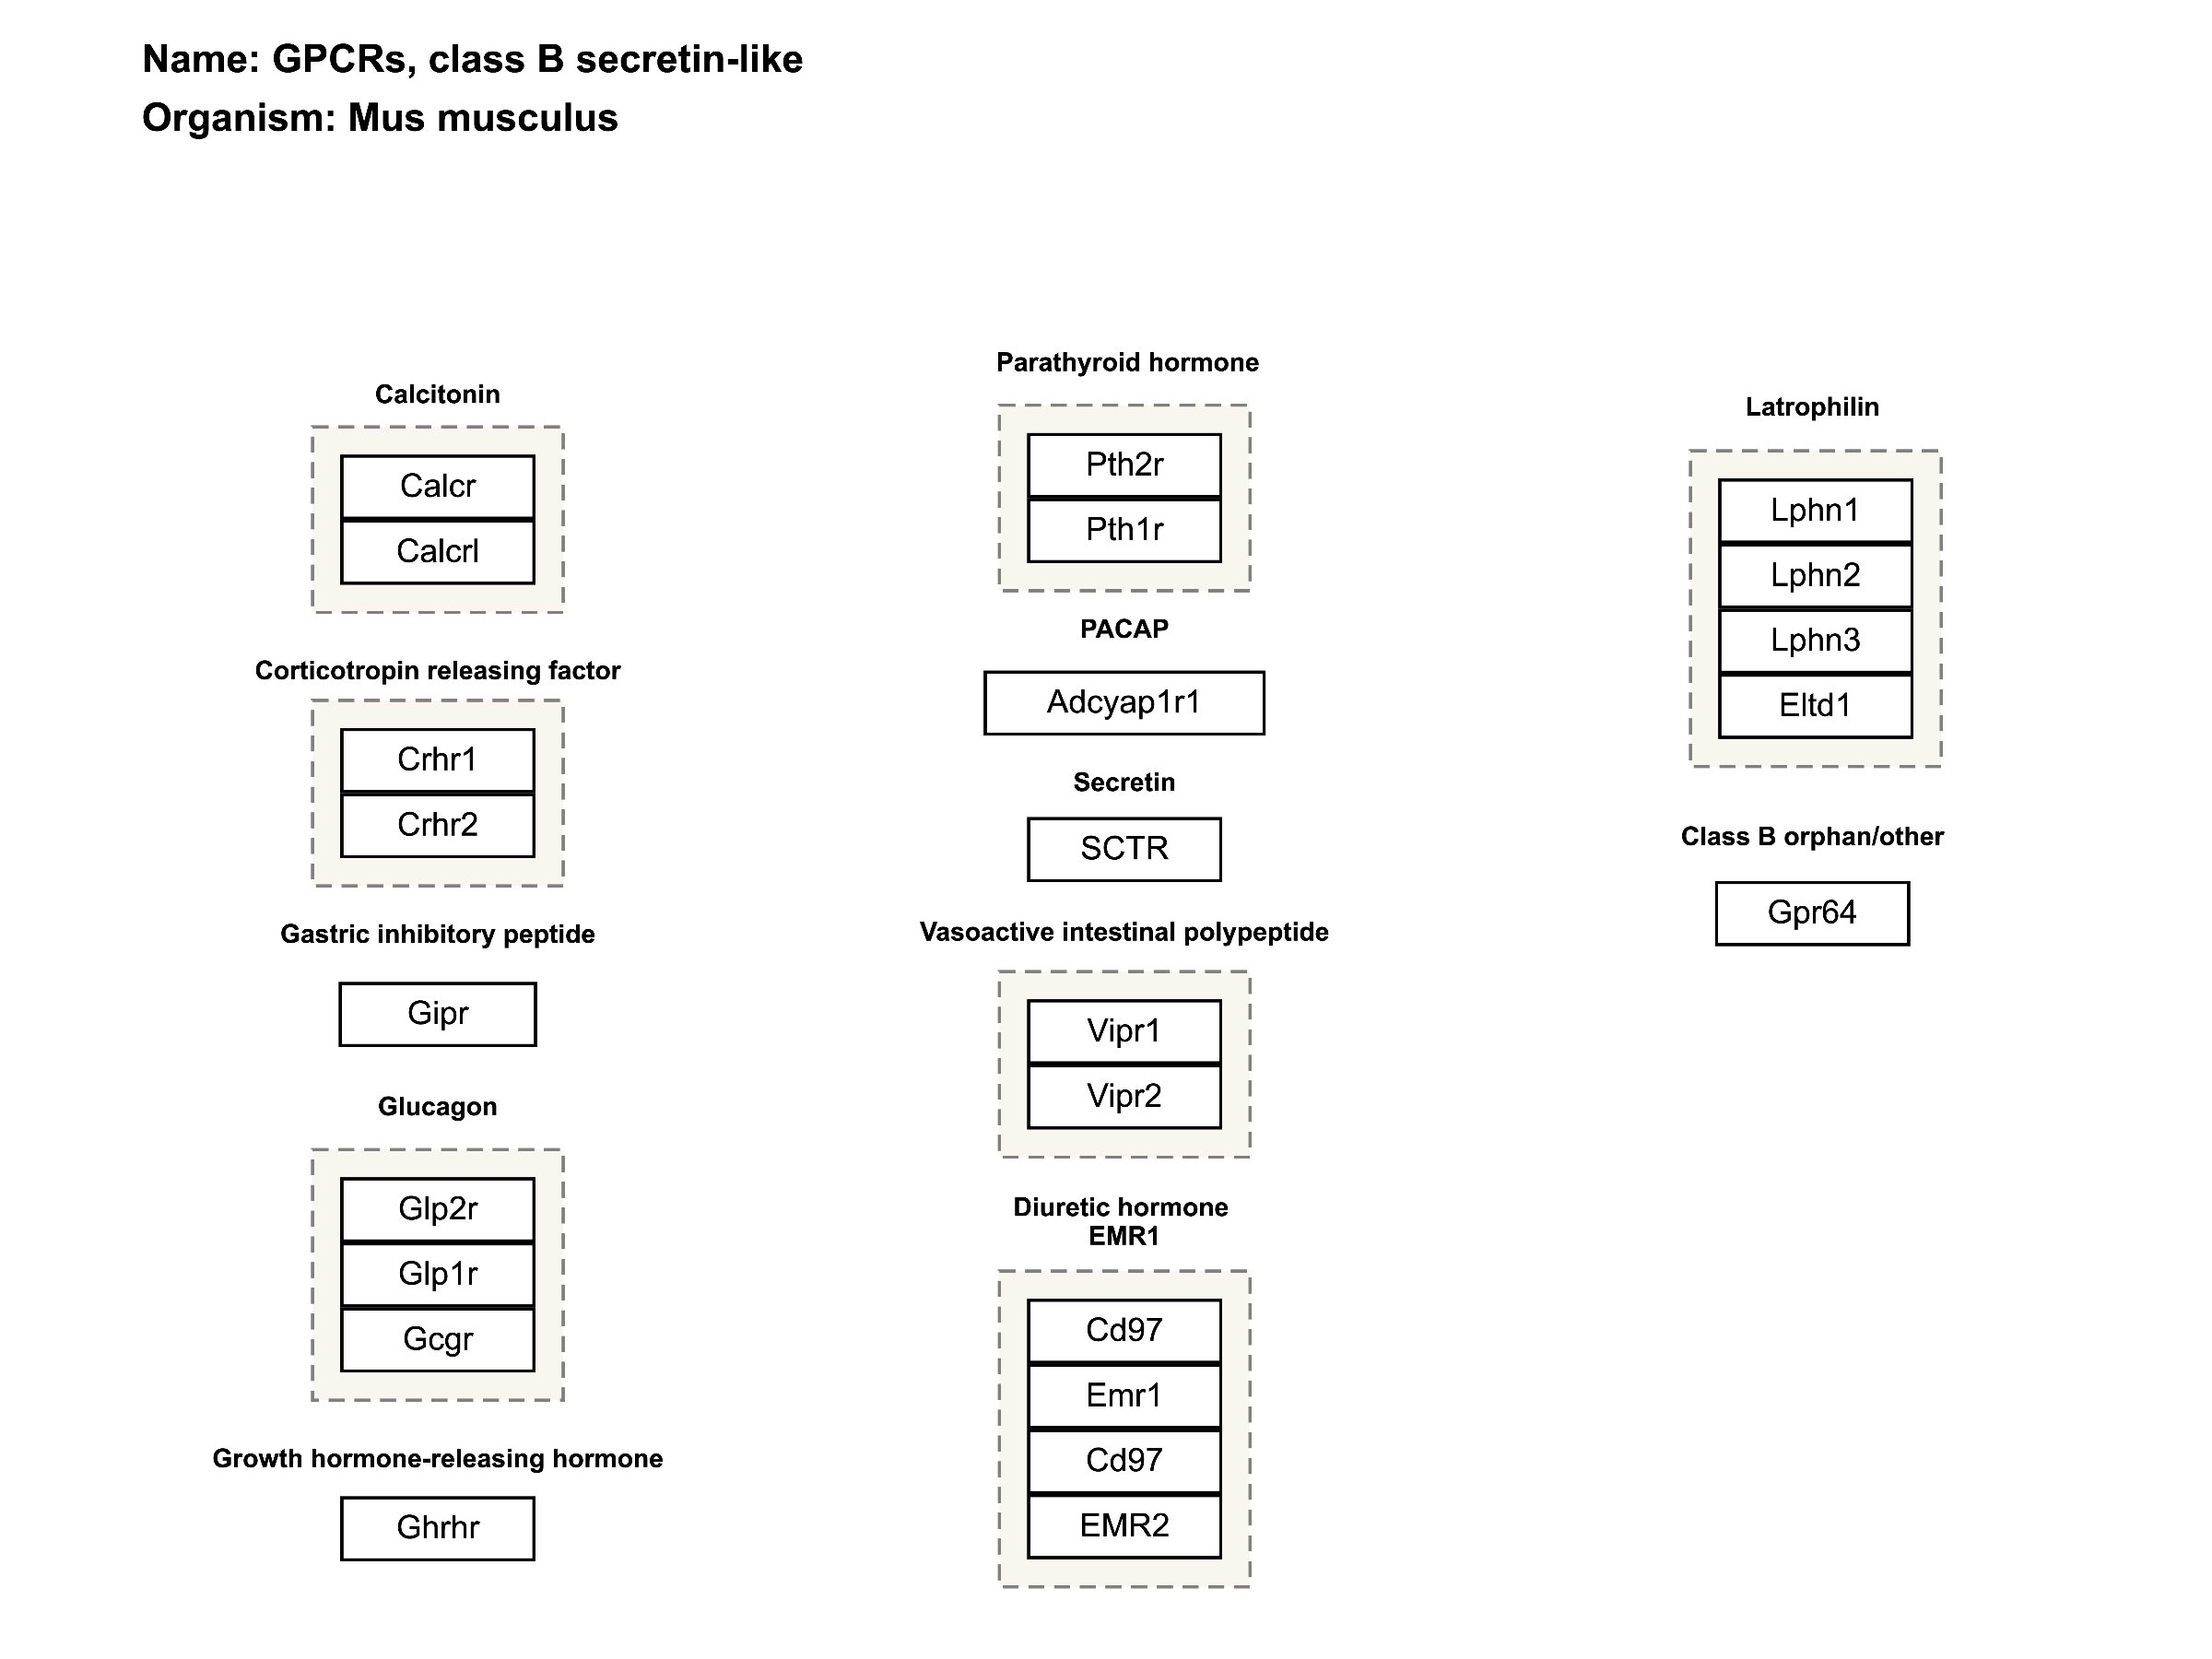 Name: GPCRs, class B secretin-like
Organism: Mus musculus
Calcitonin
Calcr
Calcrl
Corticotropin releasing factor
Crhr1
Crhr2
Gastric inhibitory peptide
Gipr
Glucagon
Glp2r
Glp1r
Gcgr
Growth hormone-releasing hormone
Ghrhr
Parathyroid hormone
Pth2r
Pth1r
PACAP
Adcyap1r1
Secretin
SCTR
Vasoactive intestinal polypeptide
Vipr1
Vipr2
Diuretic hormone
EMR1
Cd97
Emr1
Cd97
EMR2
Latrophilin
Lphn1
Lphn2
Lphn3
Eltd1
Class B orphan/other
Gpr64